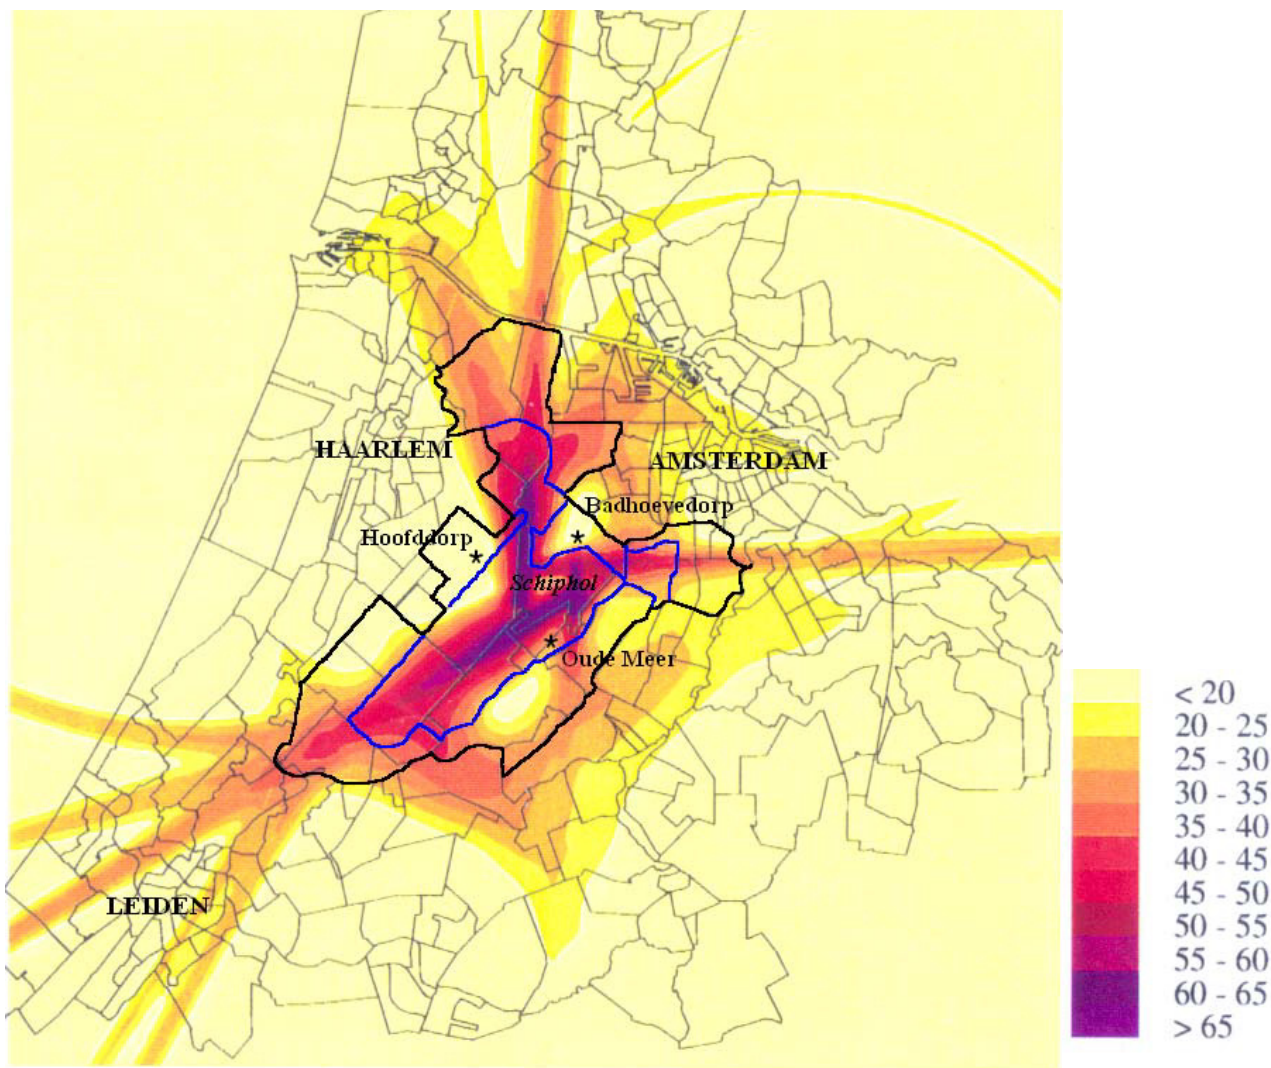 HAARLEM
AMSTERDAM
Badhoevedorp
Hoofddorp
*
*
Schiphol
*
Oude Meer
LEIDEN
< 20
20 - 25
25 - 30
30 - 35
35 - 40
40 - 45
45 - 50
50 - 55
55 - 60
60 - 65
> 65